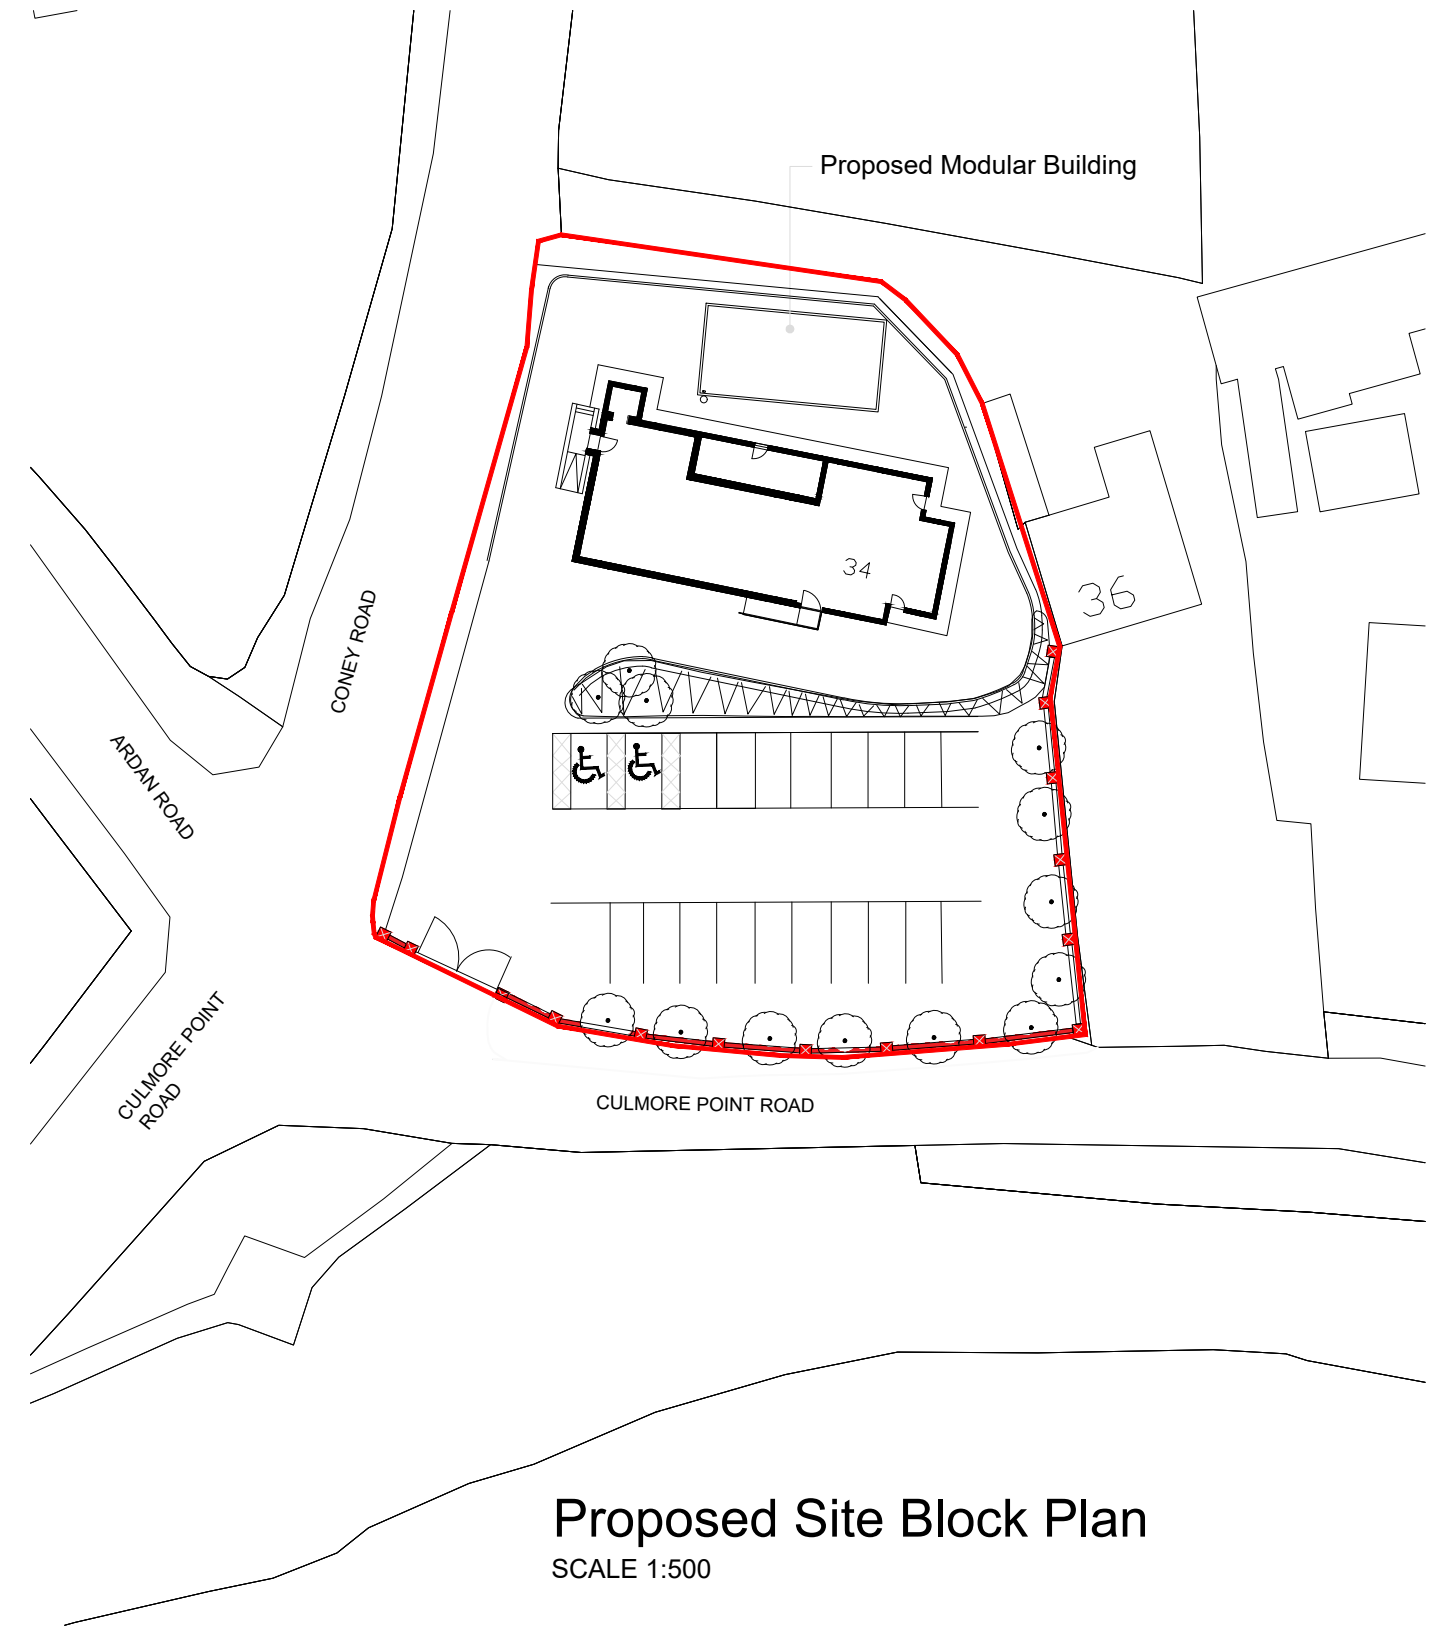 Proposed Modular Building
34
36
CONEY ROAD
ARDAN ROAD
CULMORE POINT
ROAD
CULMORE POINT ROAD
Proposed Site Block Plan
SCALE 1:500